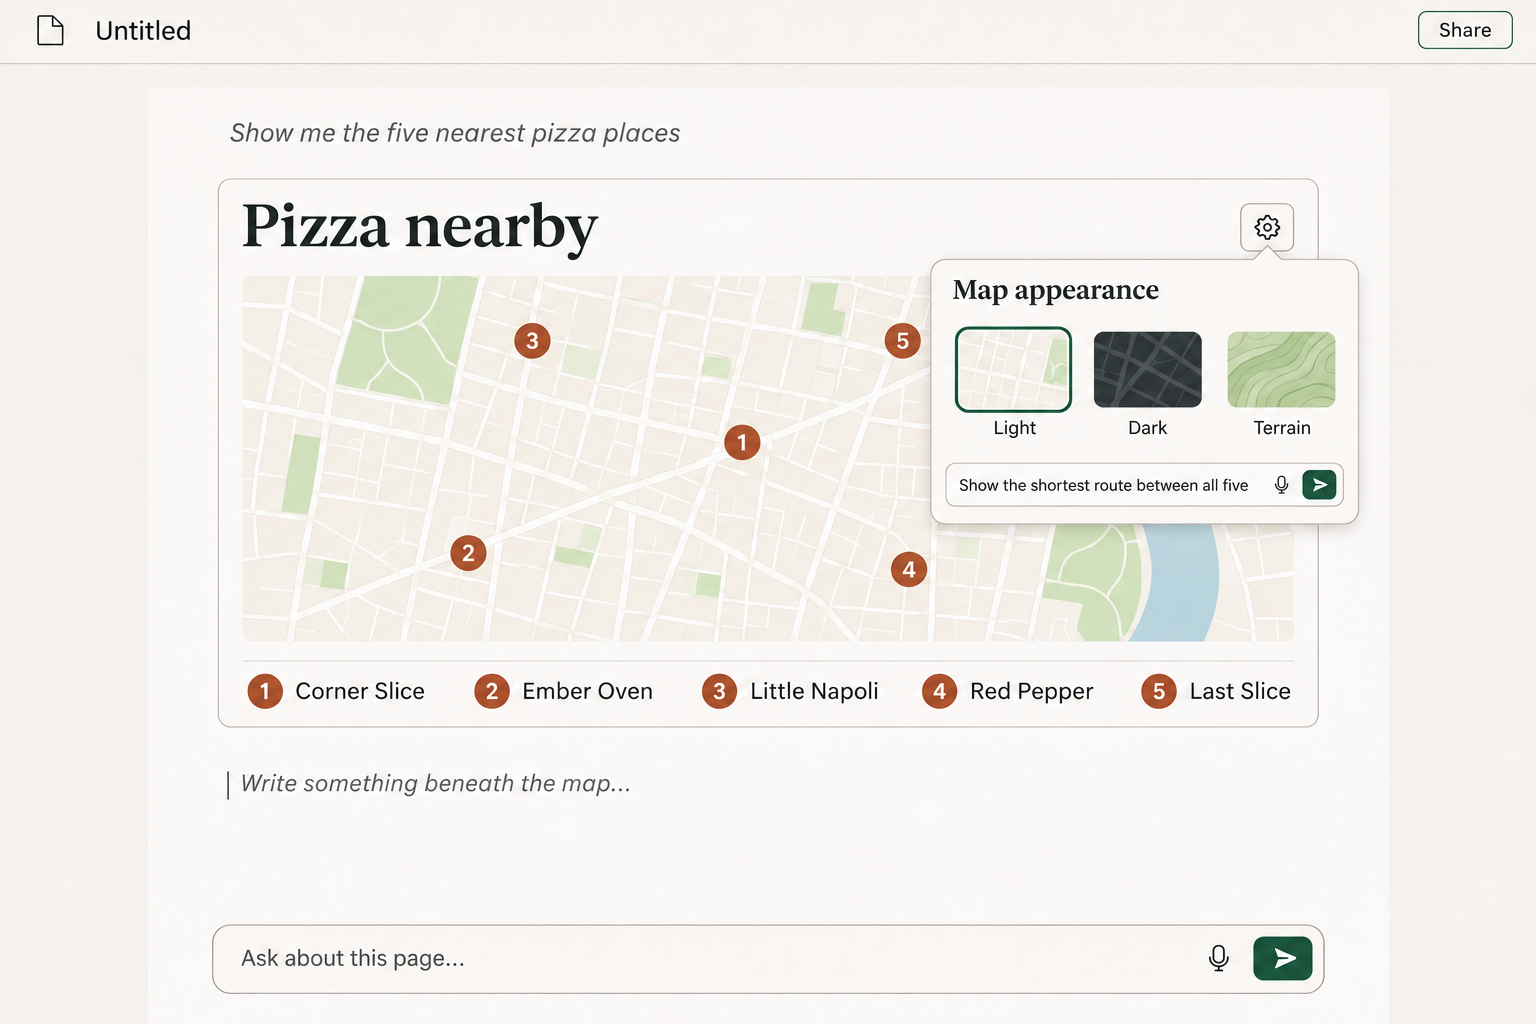 Untitled
Share
Show me the five nearest pizza places
Pizza nearby
Map appearance
Light
Dark
Terrain
Show the shortest route between all five
3
5
1
2
4
1 Corner Slice
2 Ember Oven
3 Little Napoli
4 Red Pepper
5 Last Slice
Write something beneath the map...
Ask about this page...